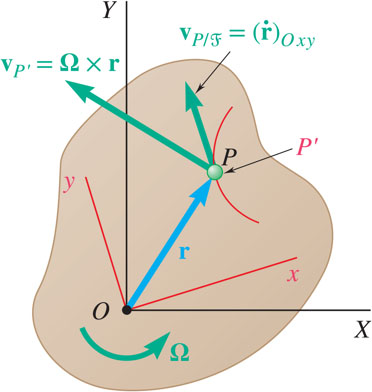 Y
v_{P/ℱ} = (ṙ)_{Oxy}
v_{P′} = Ω × r
P
P′
y
r
x
O
X
Ω